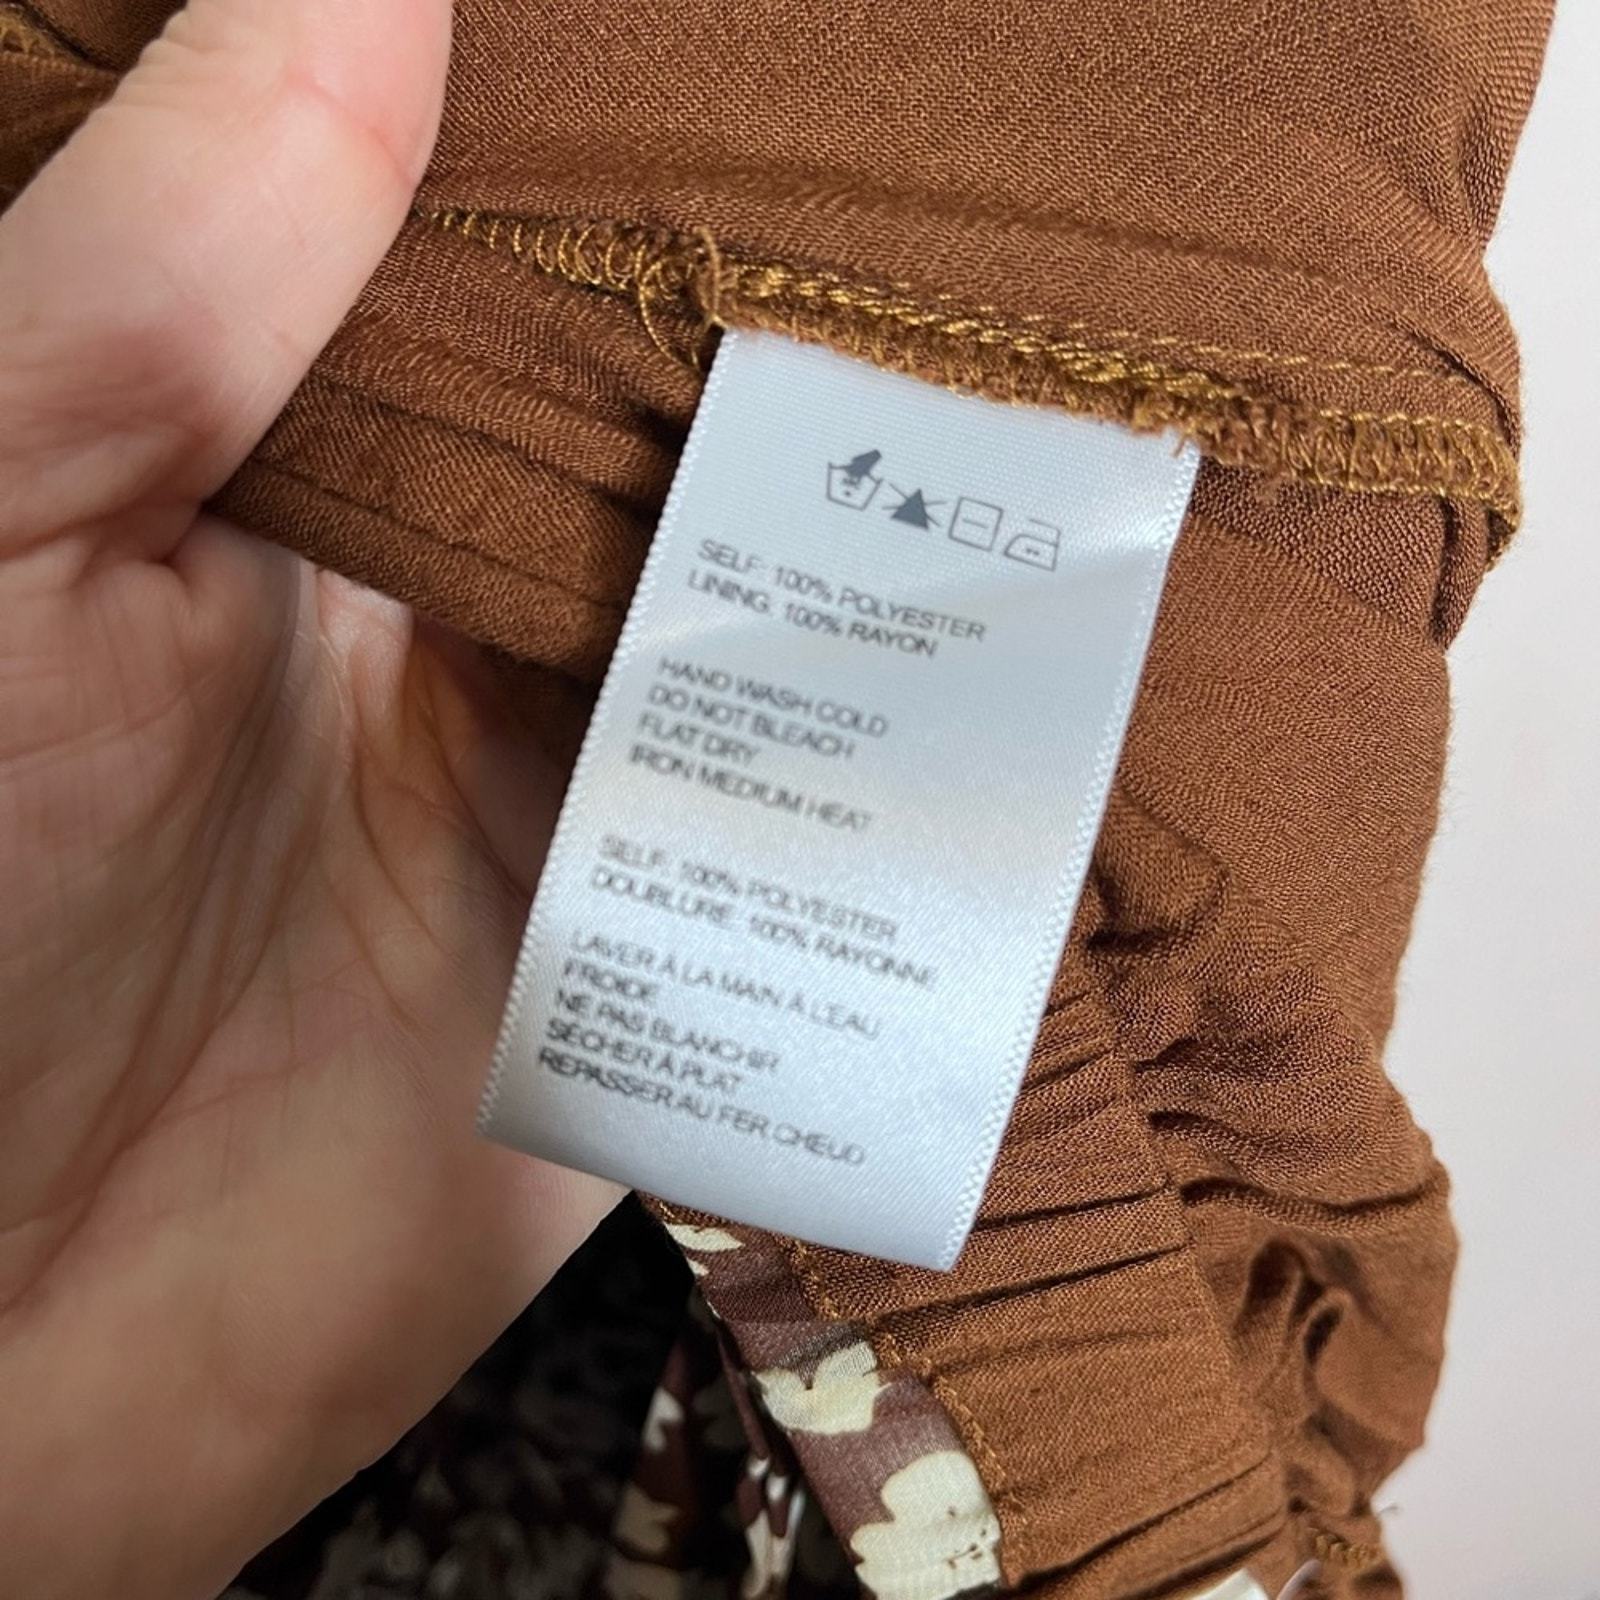 SELF: 100% POLYESTER
LINING: 100% RAYON
HAND WASH COLD
DO NOT BLEACH
FLAT DRY
IRON MEDIUM HEAT
SELF: 100% POLYESTER
DOUBLURE: 100% RAYONNE
LAVER À LA MAIN À L'EAU
FROIDE
NE PAS BLANCHIR
SÉCHER À PLAT
REPASSER AU FER CHEUD